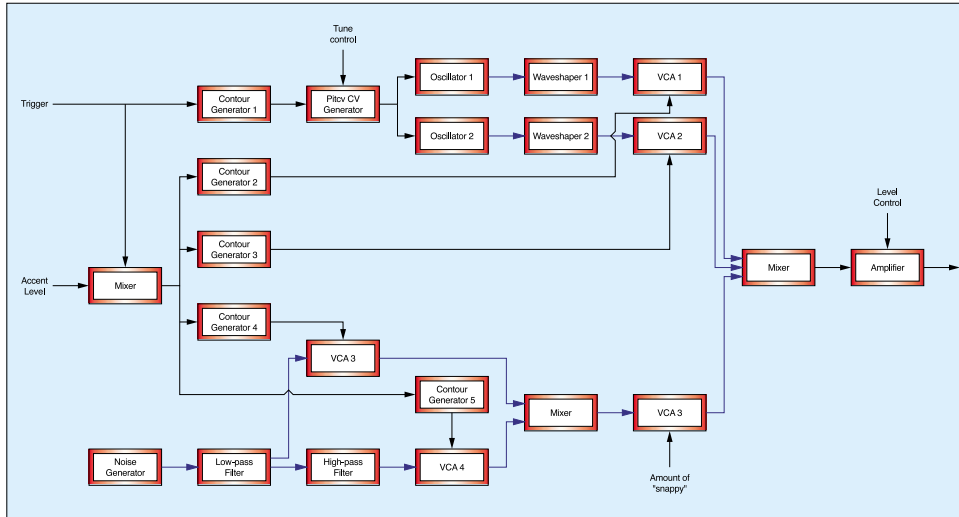 Tune
control
Oscillator 1
Waveshaper 1
VCA 1
Trigger
Contour
Generator 1
Pitcv CV
Generator
Oscillator 2
Waveshaper 2
VCA 2
Contour
Generator 2
Level
Control
Contour
Generator 3
Mixer
Amplifier
Accent
Level
Mixer
Contour
Generator 4
VCA 3
Contour
Generator 5
Mixer
VCA 3
Noise
Generator
Low-pass
Filter
High-pass
Filter
VCA 4
Amount of
"snappy"